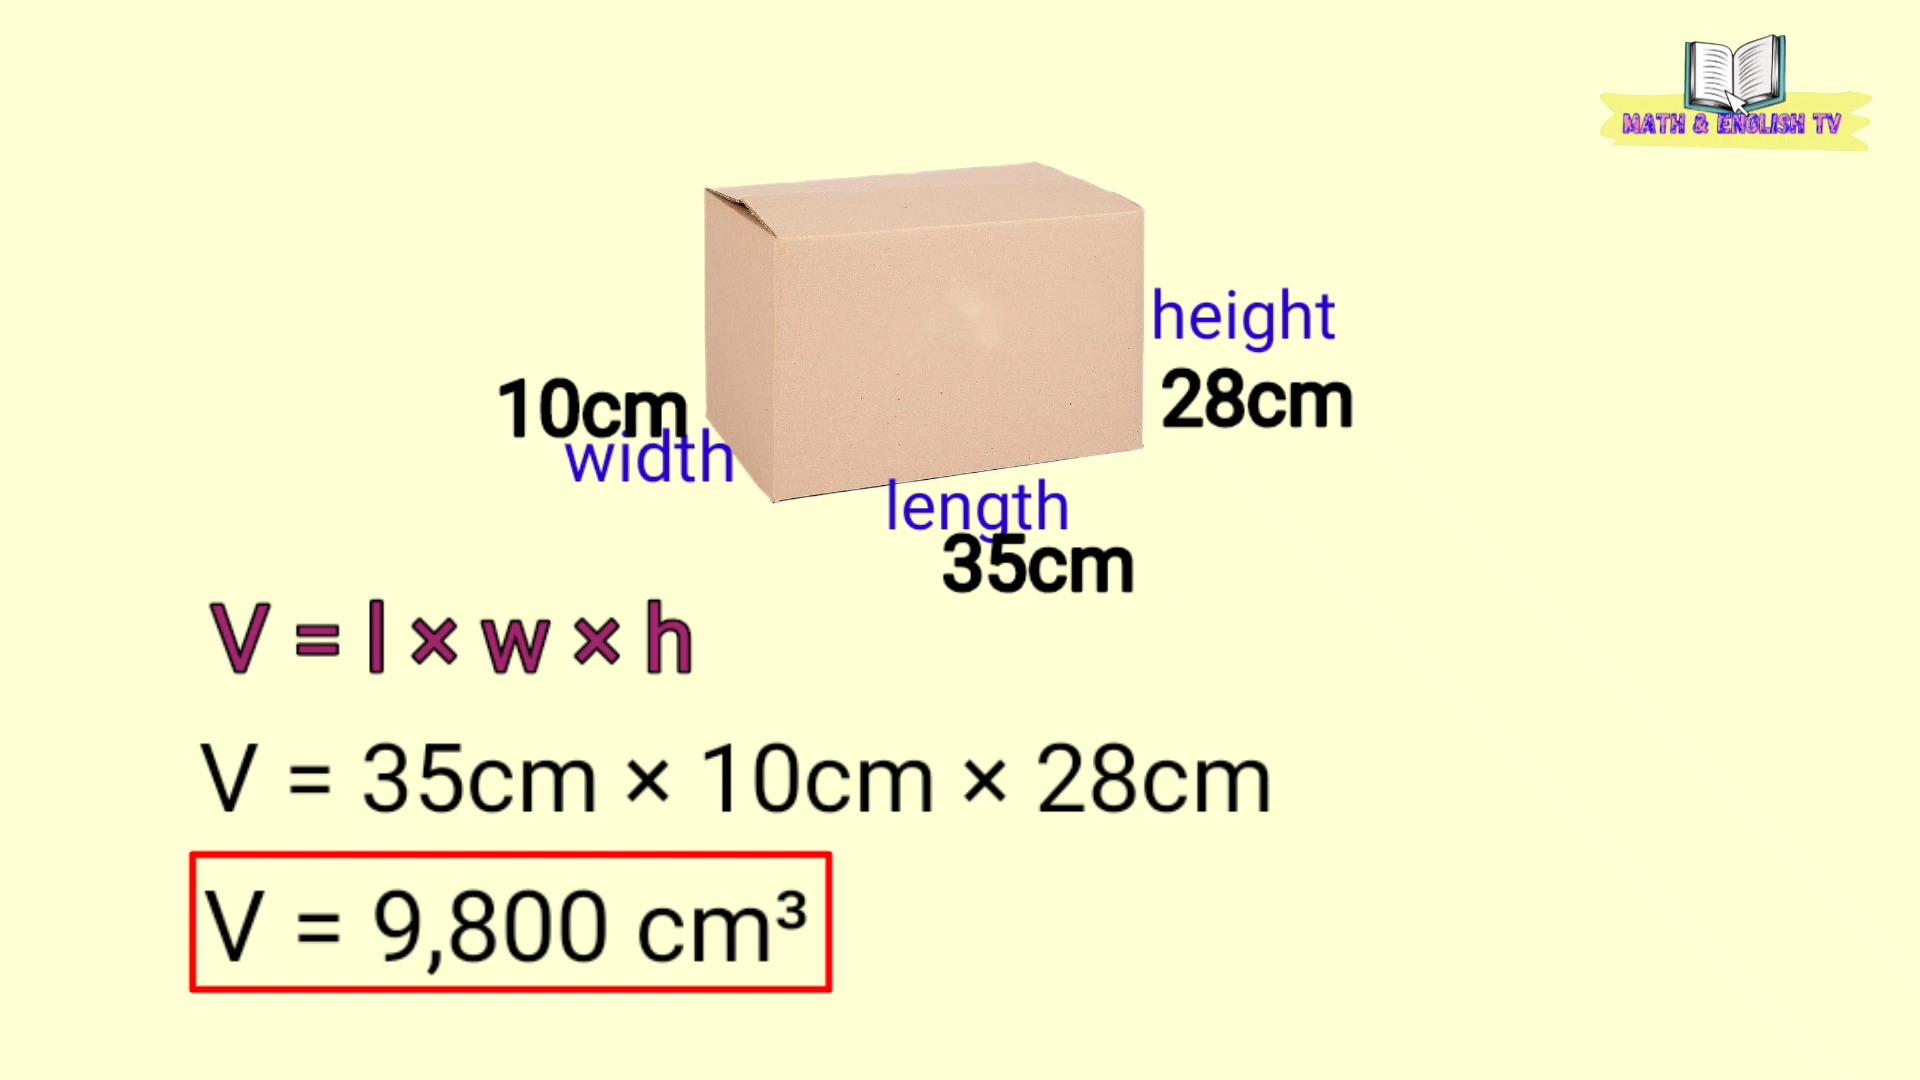 MATH & ENGLISH TV
height
28cm
10cm
width
length
35cm
V = l × w × h
V = 35cm × 10cm × 28cm
V = 9,800 cm³